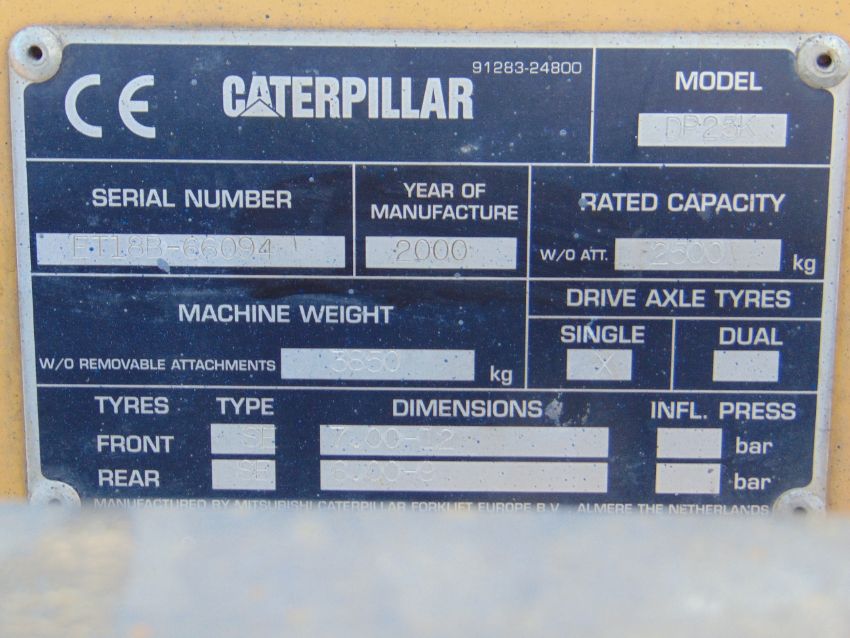 CE CATERPILLAR 91283-24800
MODEL
DP25K
SERIAL NUMBER
ET18B-66094
YEAR OF
MANUFACTURE
2000
RATED CAPACITY
W/O ATT. 2500 kg
MACHINE WEIGHT
W/O REMOVABLE ATTACHMENTS 3850 kg
DRIVE AXLE TYRES
SINGLE DUAL
X
TYRES TYPE DIMENSIONS INFL. PRESS
FRONT SE 7.00-12 bar
REAR SE 6.00-9 bar
MANUFACTURED BY MITSUBISHI CATERPILLAR FORKLIFT EUROPE B.V. ALMERE THE NETHERLANDS